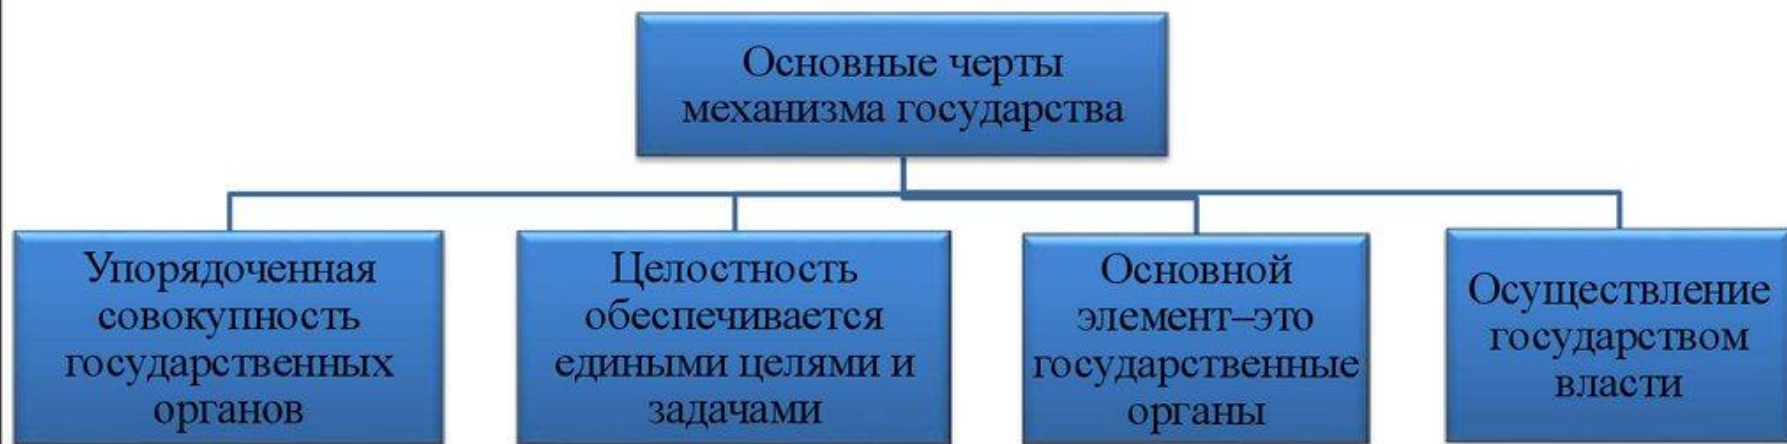 Основные черты
механизма государства
Упорядоченная
совокупность
государственных
органов
Целостность
обеспечивается
едиными целями и
задачами
Основной
элемент–это
государственные
органы
Осуществление
государством
власти